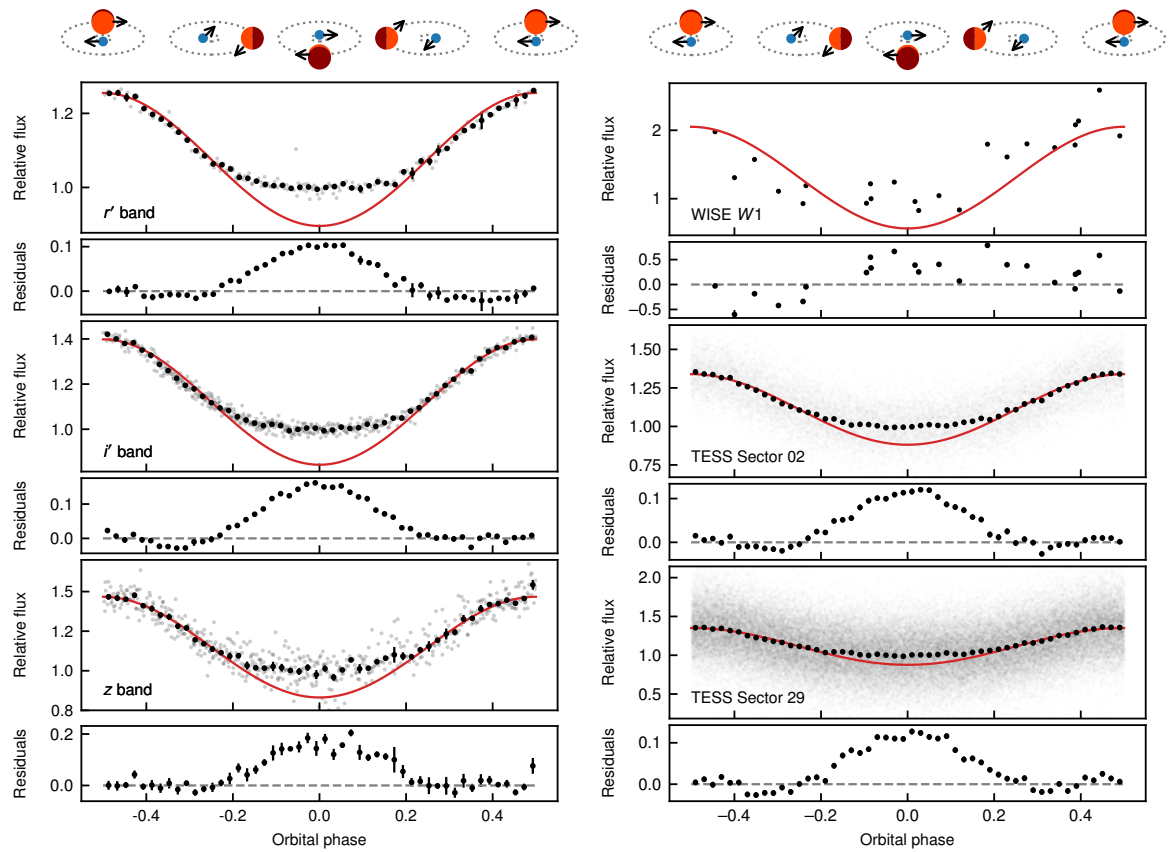 Relative flux
1.2
1.0
r′ band
Residuals
0.1
0.0
Relative flux
1.4
1.2
1.0
i′ band
Residuals
0.1
0.0
Relative flux
1.5
1.2
1.0
0.8
z band
Residuals
0.2
0.0
-0.4
-0.2
0.0
0.2
0.4
Orbital phase
Relative flux
2
1
WISE W1
Residuals
0.5
0.0
−0.5
Relative flux
1.50
1.25
1.00
0.75
TESS Sector 02
Residuals
0.1
0.0
Relative flux
2.0
1.5
1.0
0.5
TESS Sector 29
Residuals
0.1
0.0
−0.4
−0.2
0.0
0.2
0.4
Orbital phase